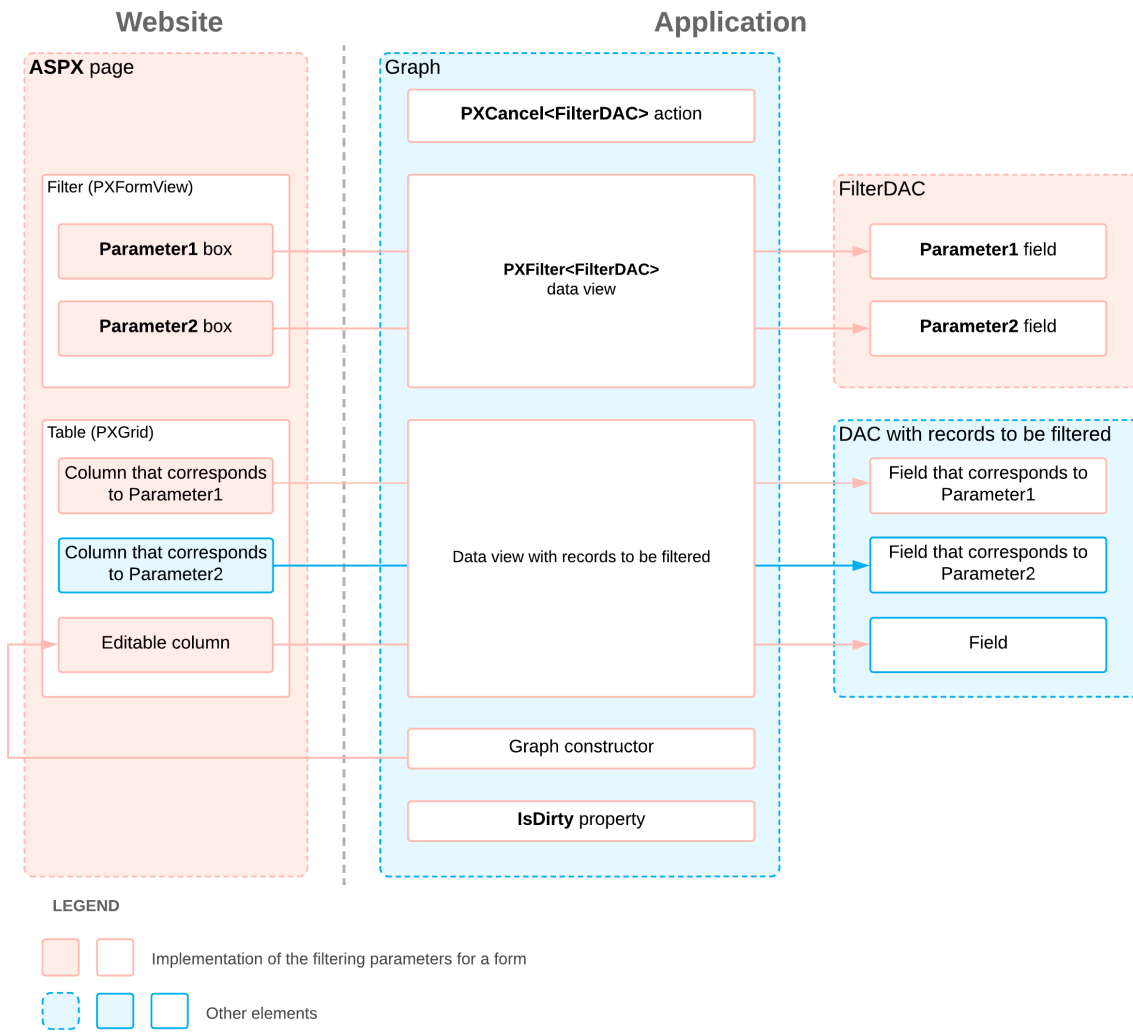 Website
Application
ASPX page
Graph
PXCancel<FilterDAC> action
Filter (PXFormView)
FilterDAC
Parameter1 box
PXFilter<FilterDAC>
data view
Parameter1 field
Parameter2 box
Parameter2 field
Table (PXGrid)
DAC with records to be filtered
Column that corresponds
to Parameter1
Field that corresponds to
Parameter1
Column that corresponds
to Parameter2
Data view with records to be filtered
Field that corresponds to
Parameter2
Editable column
Field
Graph constructor
IsDirty property
LEGEND
Implementation of the filtering parameters for a form
Other elements